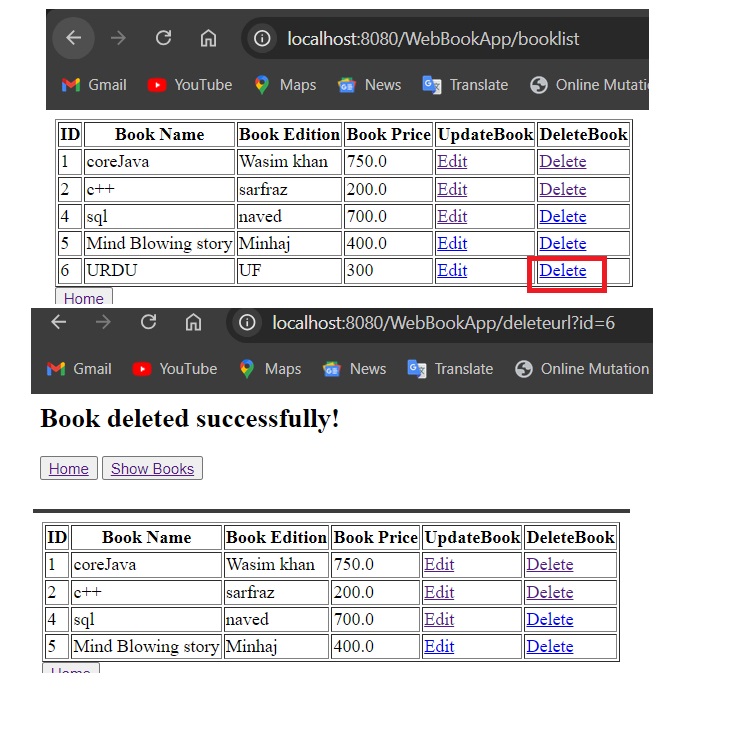 localhost:8080/WebBookApp/booklist
Gmail YouTube Maps News Translate Online Mutati
ID Book Name Book Edition Book Price UpdateBook DeleteBook
1 coreJava Wasim khan 750.0 Edit Delete
2 c++ sarfraz 200.0 Edit Delete
4 sql naved 700.0 Edit Delete
5 Mind Blowing story Minhaj 400.0 Edit Delete
6 URDU UF 300 Edit Delete
Home
localhost:8080/WebBookApp/deleteurl?id=6
Gmail YouTube Maps News Translate Online Mutation
Book deleted successfully!
Home Show Books
ID Book Name Book Edition Book Price UpdateBook DeleteBook
1 coreJava Wasim khan 750.0 Edit Delete
2 c++ sarfraz 200.0 Edit Delete
4 sql naved 700.0 Edit Delete
5 Mind Blowing story Minhaj 400.0 Edit Delete
Home